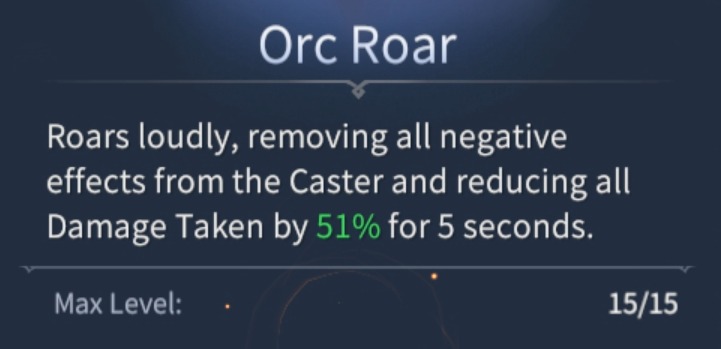 Orc Roar
Roars loudly, removing all negative
effects from the Caster and reducing all
Damage Taken by 51% for 5 seconds.
Max Level: 15/15